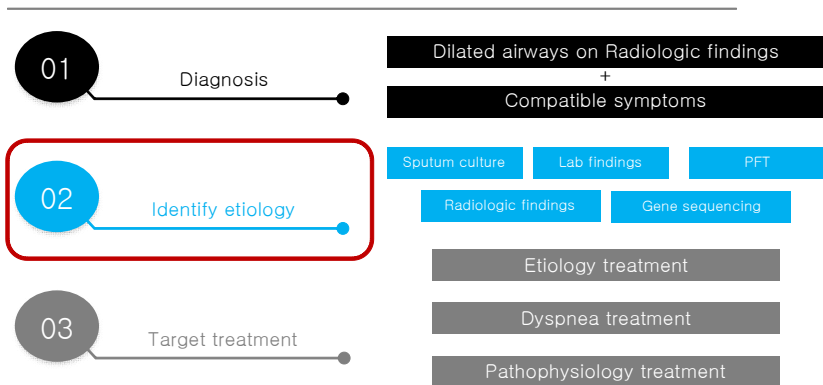 01
Diagnosis
Dilated airways on Radiologic findings
+
Compatible symptoms
02
Identify etiology
Sputum culture
Lab findings
PFT
Radiologic findings
Gene sequencing
03
Target treatment
Etiology treatment
Dyspnea treatment
Pathophysiology treatment